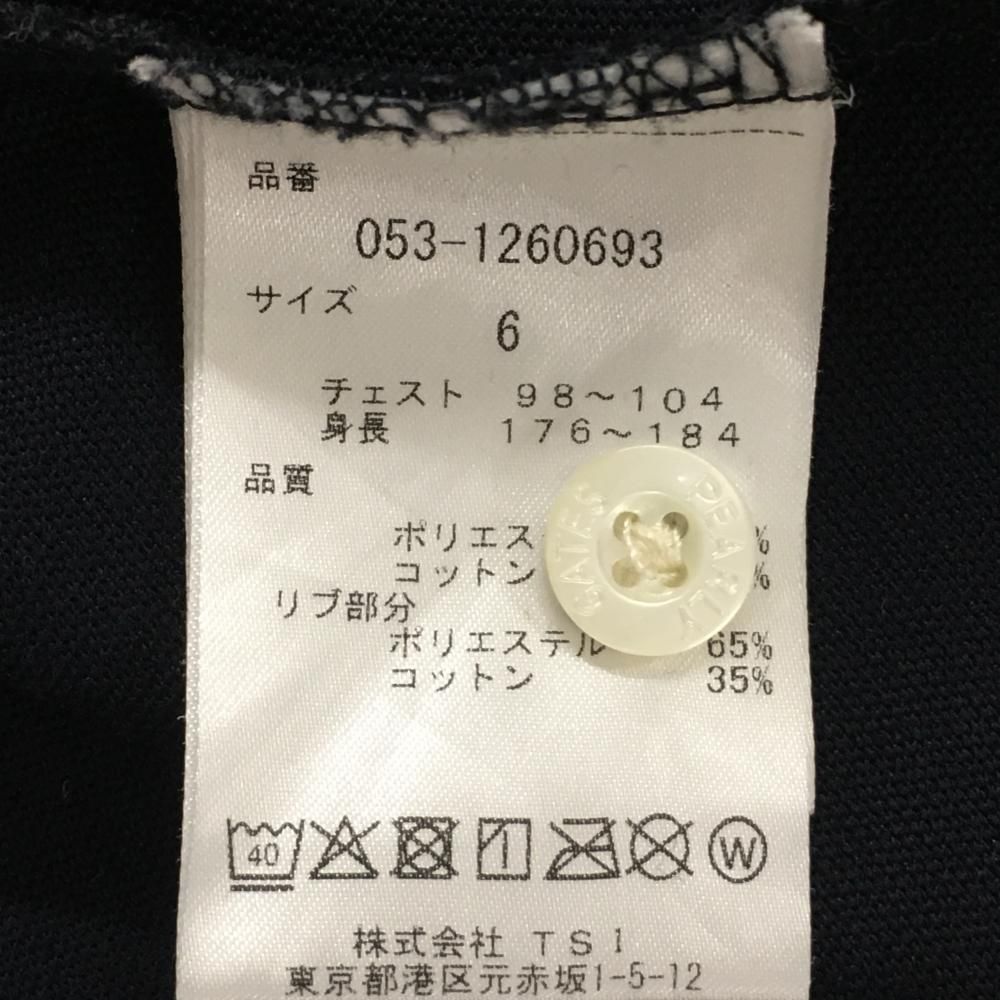 品番
053-1260693
サイズ
6
チェスト 98～104
身長 176～184
品質
ポリエス %
コットン %
リブ部分
ポリエステル 65%
コットン 35%
PEARLY GATES
40
W
株式会社 TSI
東京都港区元赤坂1-5-12